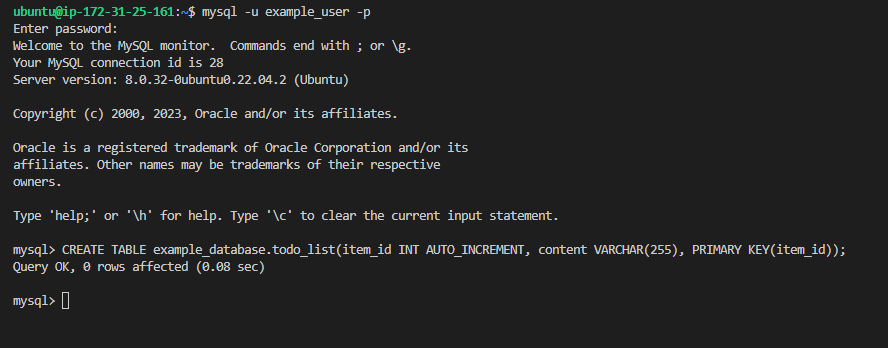 ubuntu@ip-172-31-25-161:~$ mysql -u example_user -p
Enter password:
Welcome to the MySQL monitor.  Commands end with ; or \g.
Your MySQL connection id is 28
Server version: 8.0.32-0ubuntu0.22.04.2 (Ubuntu)
Copyright (c) 2000, 2023, Oracle and/or its affiliates.
Oracle is a registered trademark of Oracle Corporation and/or its
affiliates. Other names may be trademarks of their respective
owners.
Type 'help;' or '\h' for help. Type '\c' to clear the current input statement.
mysql> CREATE TABLE example_database.todo_list(item_id INT AUTO_INCREMENT, content VARCHAR(255), PRIMARY KEY(item_id));
Query OK, 0 rows affected (0.08 sec)
mysql>